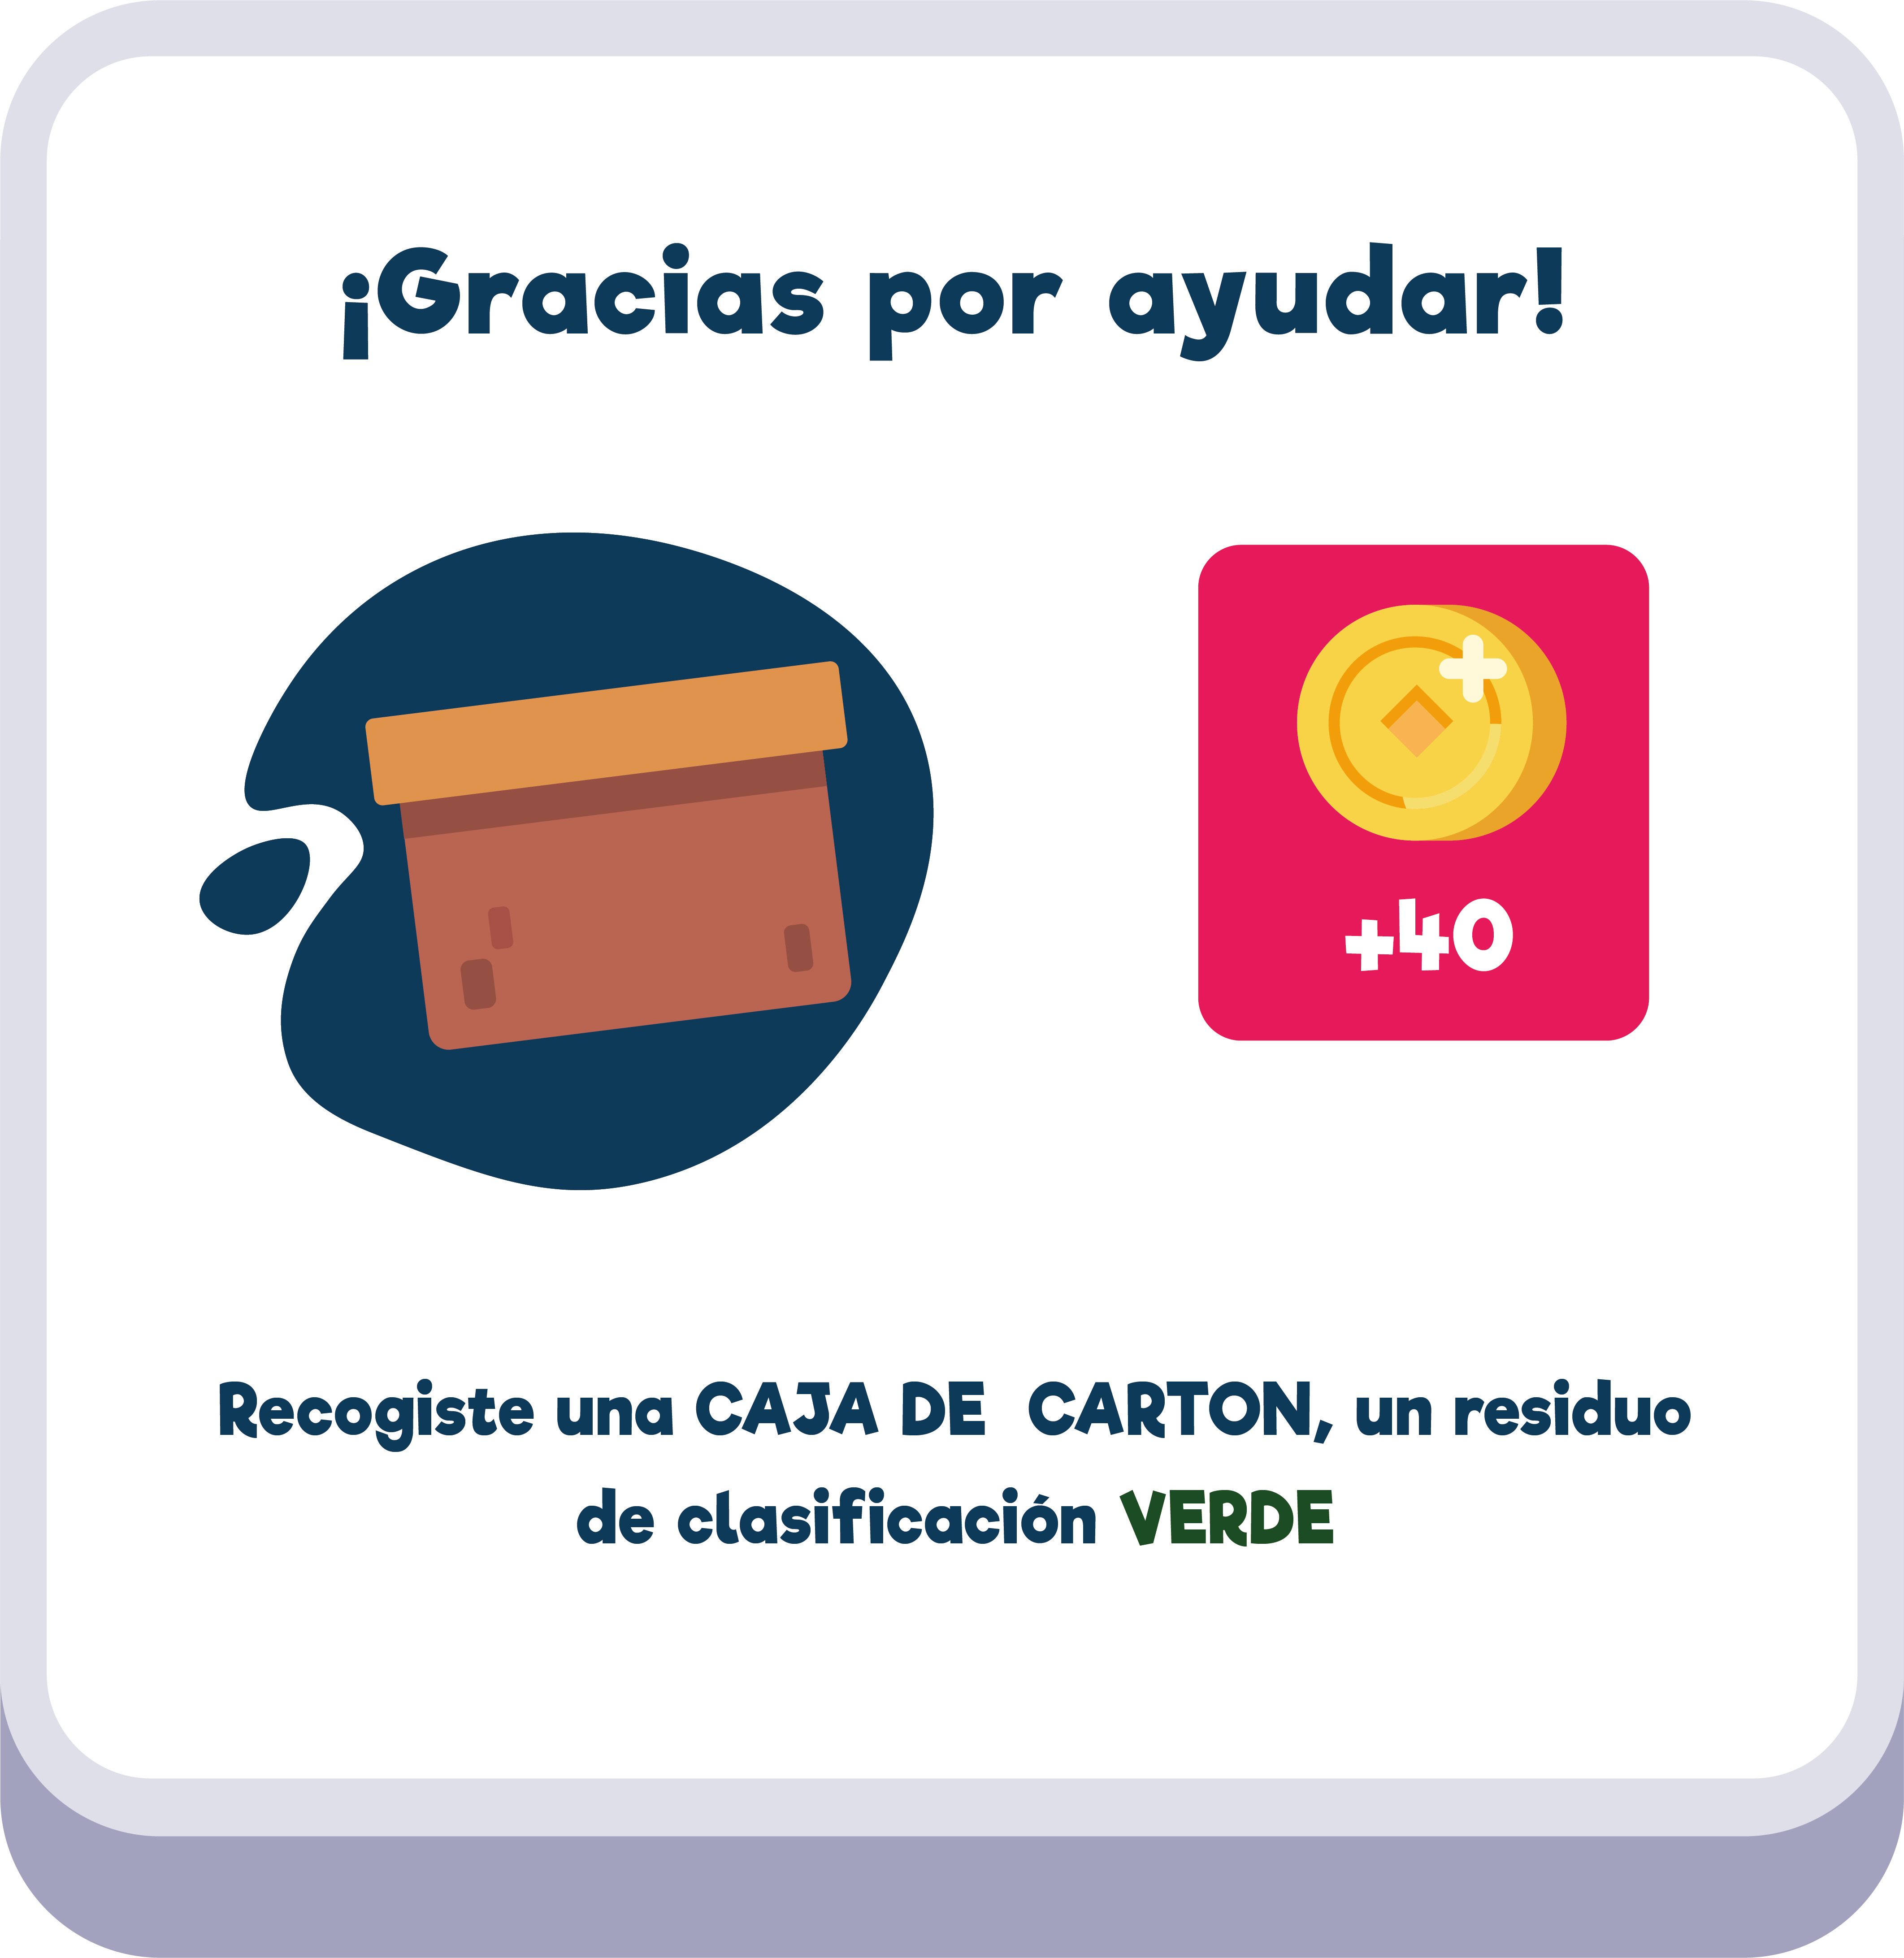 ¡Gracias por ayudar!
+40
Recogiste una CAJA DE CARTON, un residuo
de clasificación VERDE